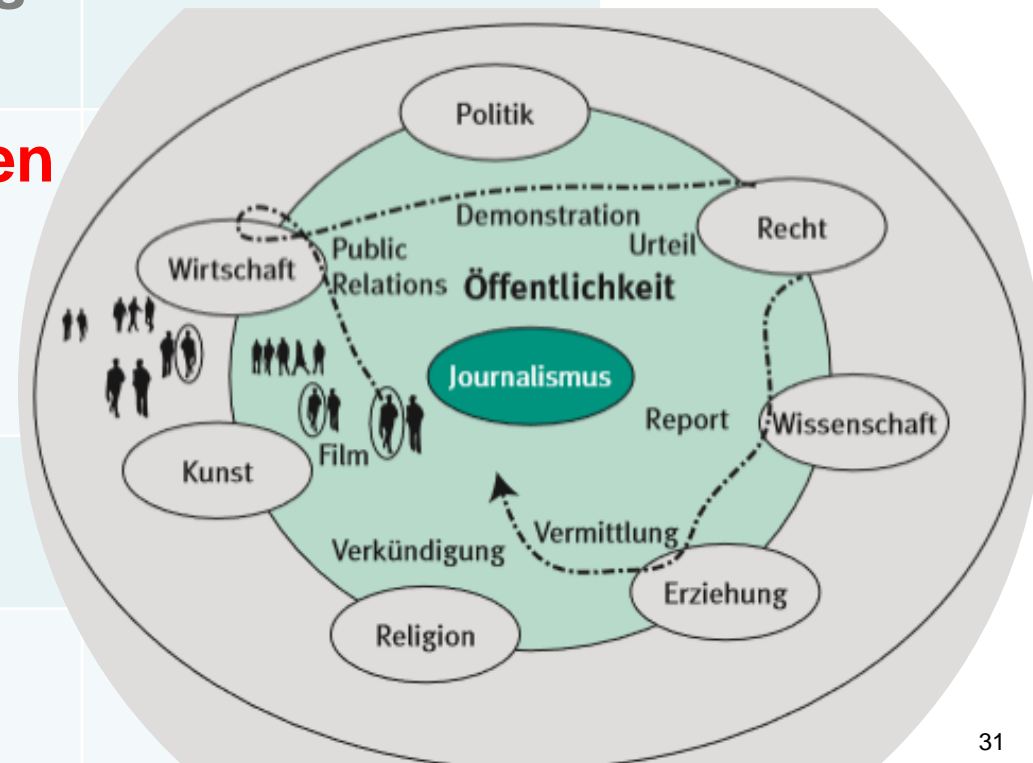 en
Politik
Demonstration
Recht
Urteil
Public
Relations
Wirtschaft
Öffentlichkeit
Journalismus
Report
Wissenschaft
Film
Kunst
Vermittlung
Verkündigung
Erziehung
Religion
31